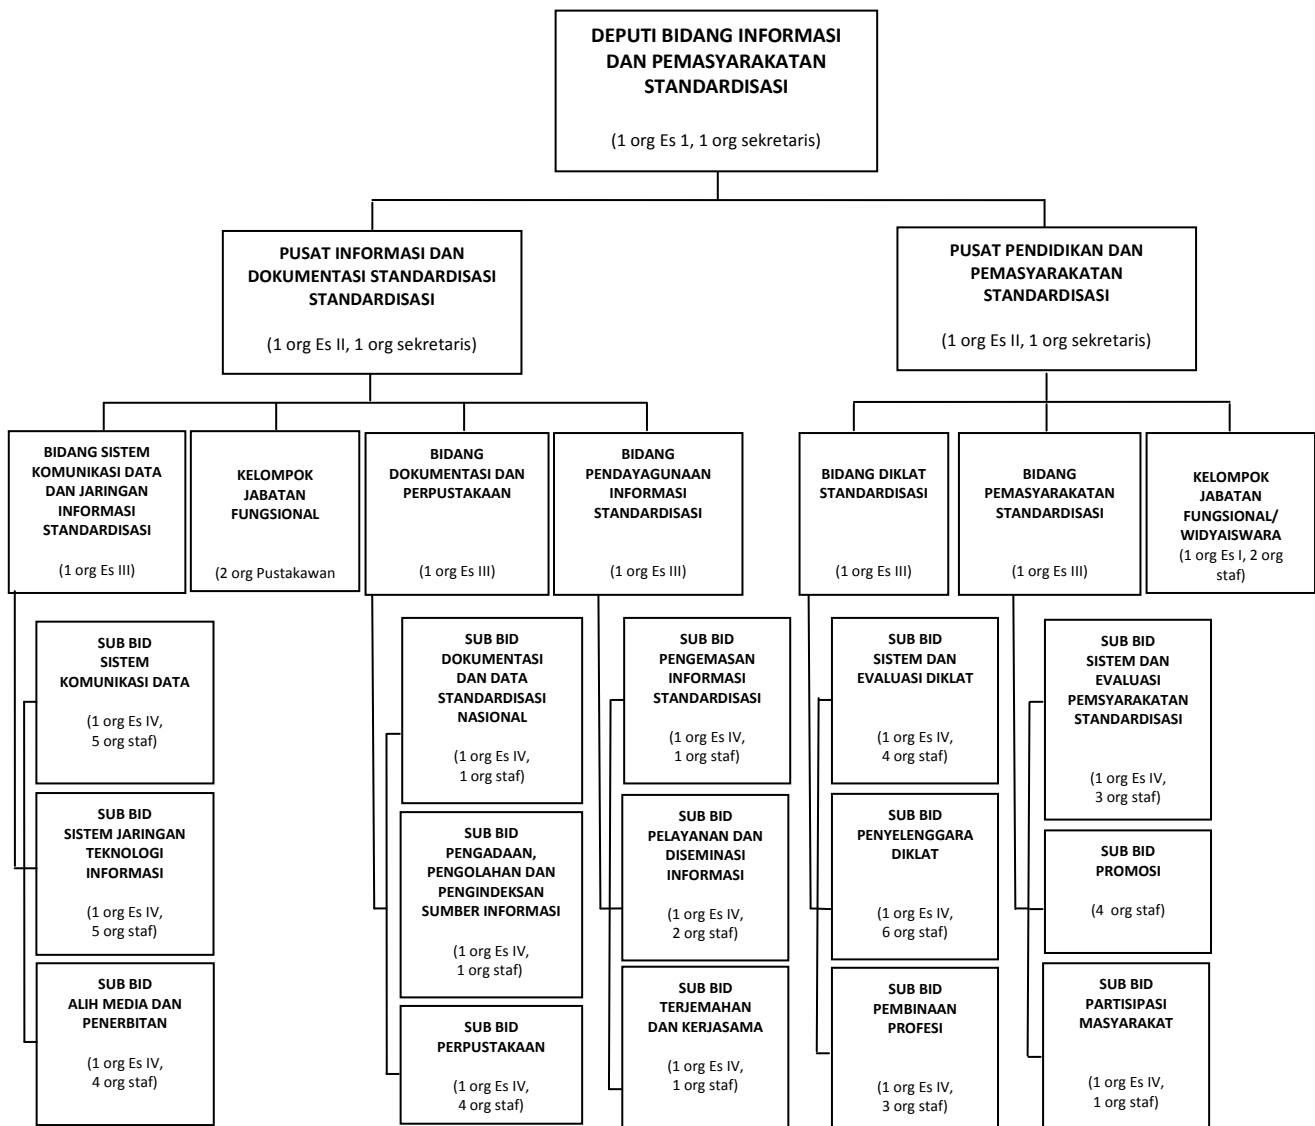 DEPUTI BIDANG INFORMASI
DAN PEMASYARAKATAN
STANDARDISASI
(1 org Es 1, 1 org sekretaris)
PUSAT INFORMASI DAN
DOKUMENTASI STANDARDISASI
STANDARDISASI
(1 org Es II, 1 org sekretaris)
PUSAT PENDIDIKAN DAN
PEMASYARAKATAN
STANDARDISASI
(1 org Es II, 1 org sekretaris)
BIDANG SISTEM
KOMUNIKASI DATA
DAN JARINGAN
INFORMASI
STANDARDISASI
(1 org Es III)
KELOMPOK
JABATAN
FUNGSIONAL
(2 org Pustakawan
BIDANG
DOKUMENTASI DAN
PERPUSTAKAAN
(1 org Es III)
BIDANG
PENDAYAGUNAAN
INFORMASI
STANDARDISASI
(1 org Es III)
BIDANG DIKLAT
STANDARDISASI
(1 org Es III)
BIDANG
PEMASYARAKATAN
STANDARDISASI
(1 org Es III)
KELOMPOK
JABATAN
FUNGSIONAL/
WIDYAISWARA
(1 org Es I, 2 org
staf)
SUB BID
SISTEM
KOMUNIKASI DATA
(1 org Es IV,
5 org staf)
SUB BID
SISTEM JARINGAN
TEKNOLOGI
INFORMASI
(1 org Es IV,
5 org staf)
SUB BID
ALIH MEDIA DAN
PENERBITAN
(1 org Es IV,
4 org staf)
SUB BID
DOKUMENTASI
DAN DATA
STANDARDISASI
NASIONAL
(1 org Es IV,
1 org staf)
SUB BID
PENGADAAN,
PENGOLAHAN DAN
PENGINDEKSAN
SUMBER INFORMASI
(1 org Es IV,
1 org staf)
SUB BID
PERPUSTAKAAN
(1 org Es IV,
4 org staf)
SUB BID
PENGEMASAN
INFORMASI
STANDARDISASI
(1 org Es IV,
1 org staf)
SUB BID
PELAYANAN DAN
DISEMINASI
INFORMASI
(1 org Es IV,
2 org staf)
SUB BID
TERJEMAHAN
DAN KERJASAMA
(1 org Es IV,
1 org staf)
SUB BID
SISTEM DAN
EVALUASI DIKLAT
(1 org Es IV,
4 org staf)
SUB BID
PENYELENGGARA
DIKLAT
(1 org Es IV,
6 org staf)
SUB BID
PEMBINAAN
PROFESI
(1 org Es IV,
3 org staf)
SUB BID
SISTEM DAN
EVALUASI
PEMSYARAKATAN
STANDARDISASI
(1 org Es IV,
3 org staf)
SUB BID
PROMOSI
(4 org staf)
SUB BID
PARTISIPASI
MASYARAKAT
(1 org Es IV,
1 org staf)